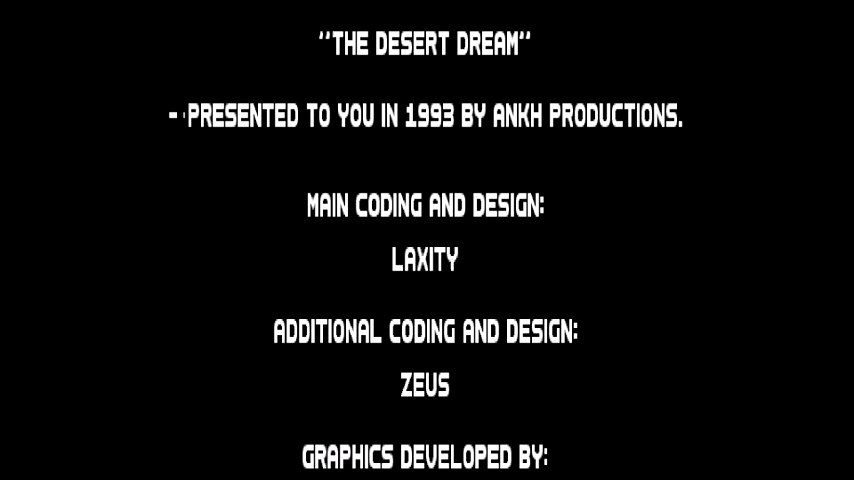 "THE DESERT DREAM"
- PRESENTED TO YOU IN 1993 BY ANKH PRODUCTIONS.
MAIN CODING AND DESIGN:
LAXITY
ADDITIONAL CODING AND DESIGN:
ZEUS
GRAPHICS DEVELOPED BY: